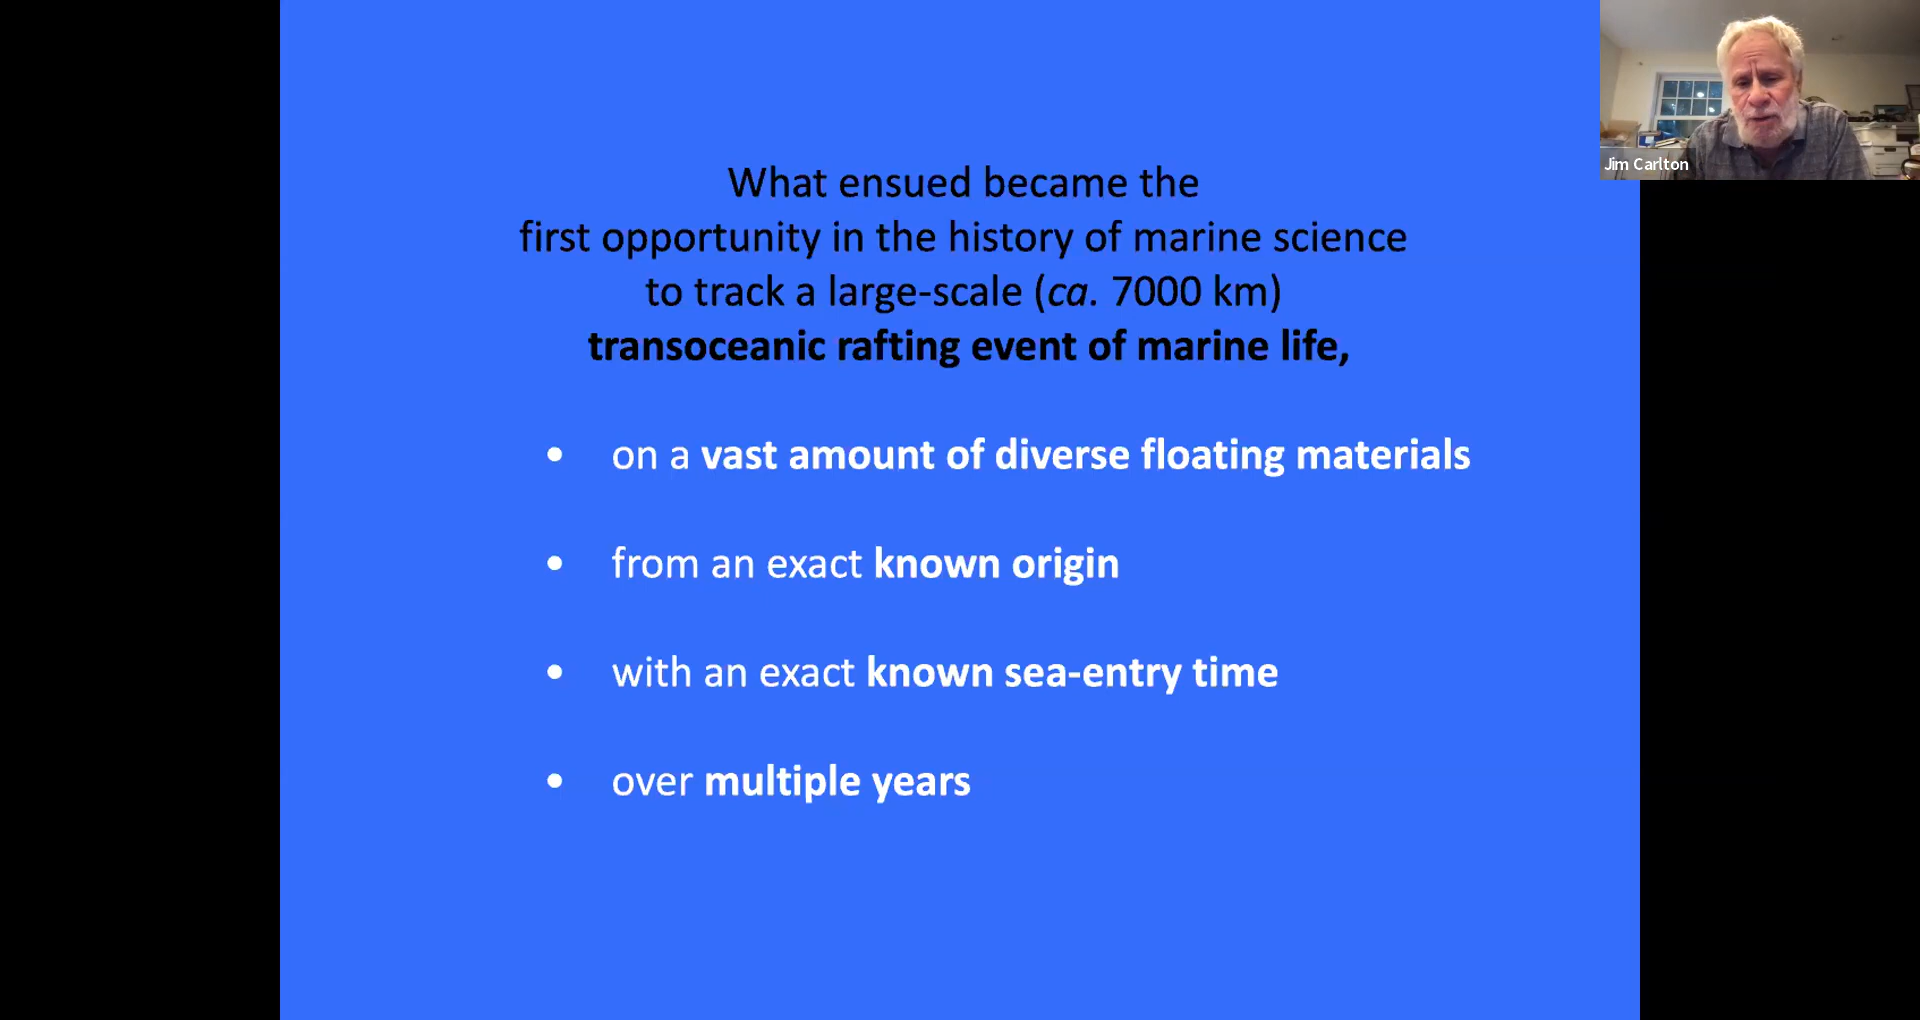 What ensued became the
first opportunity in the history of marine science
to track a large-scale (ca. 7000 km)
transoceanic rafting event of marine life,
• on a vast amount of diverse floating materials
• from an exact known origin
• with an exact known sea-entry time
• over multiple years
Jim Carlton